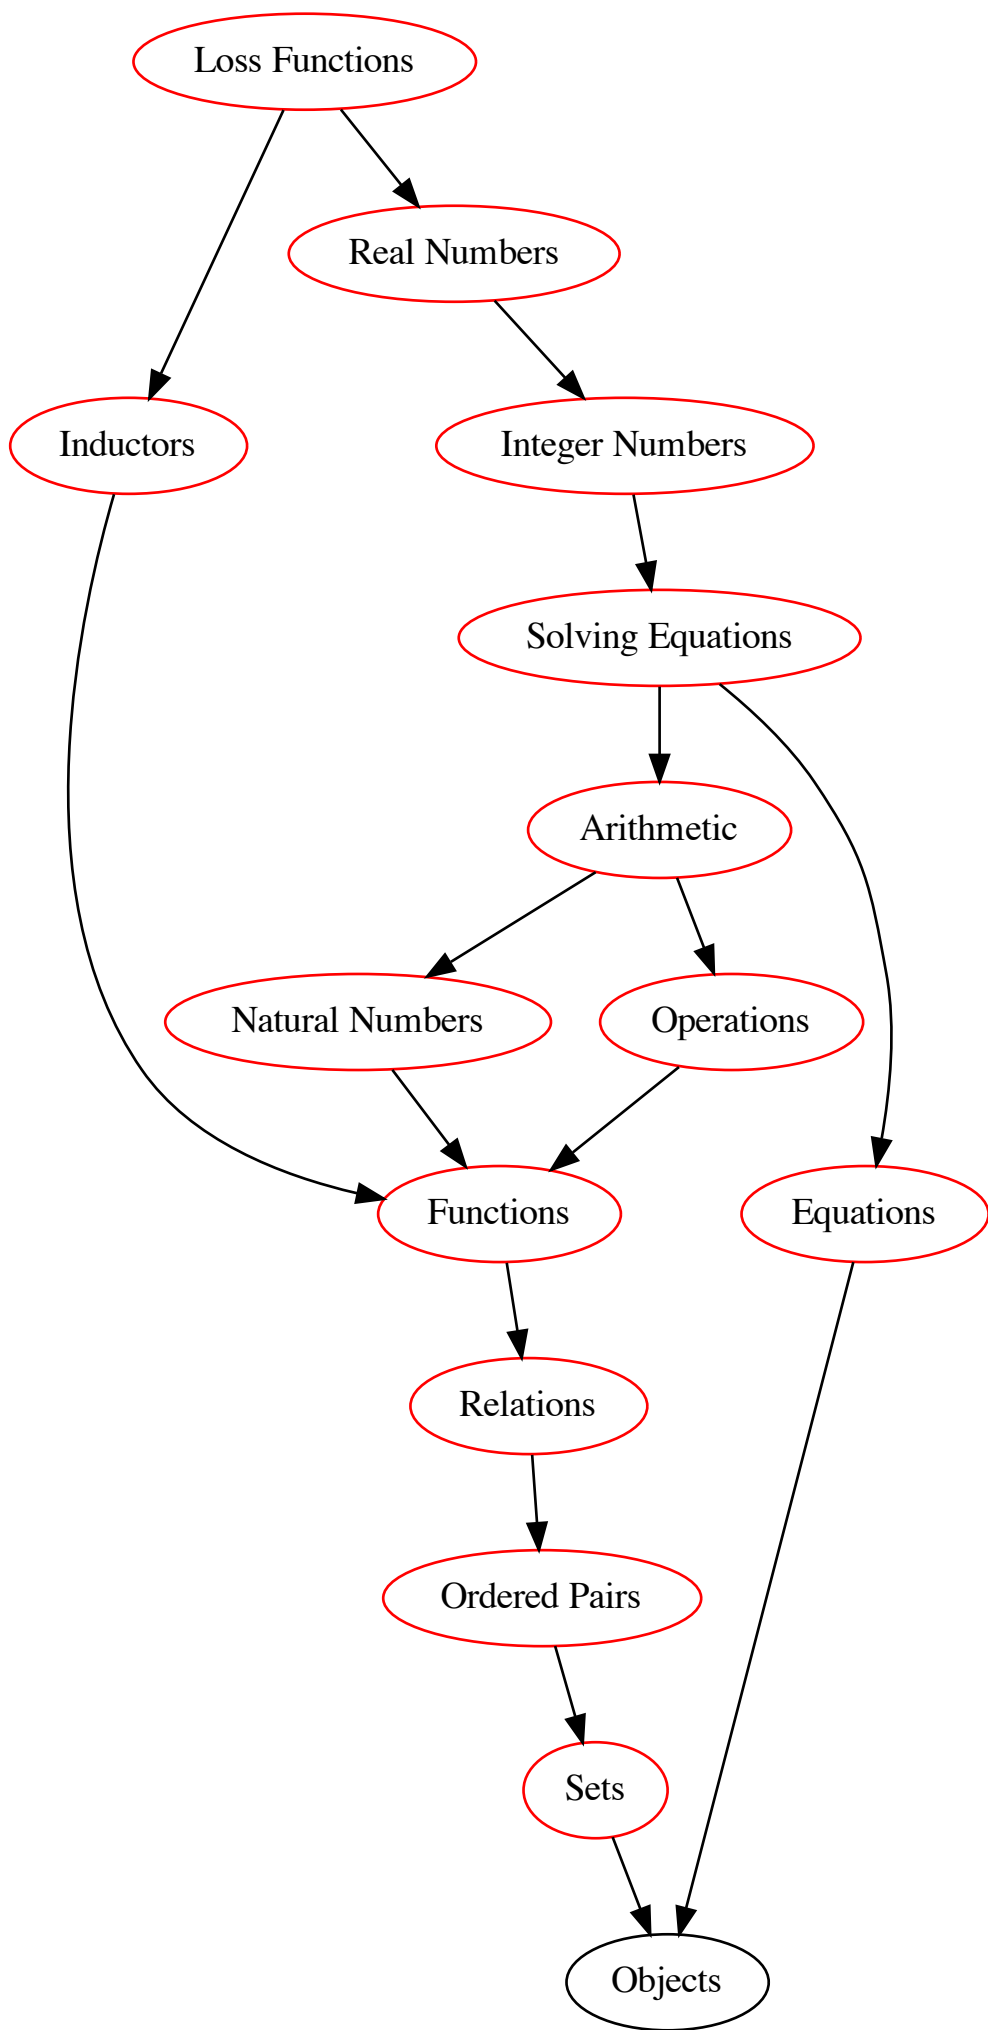 Loss Functions
Real Numbers
Inductors
Integer Numbers
Solving Equations
Arithmetic
Natural Numbers
Operations
Functions
Equations
Relations
Ordered Pairs
Sets
Objects